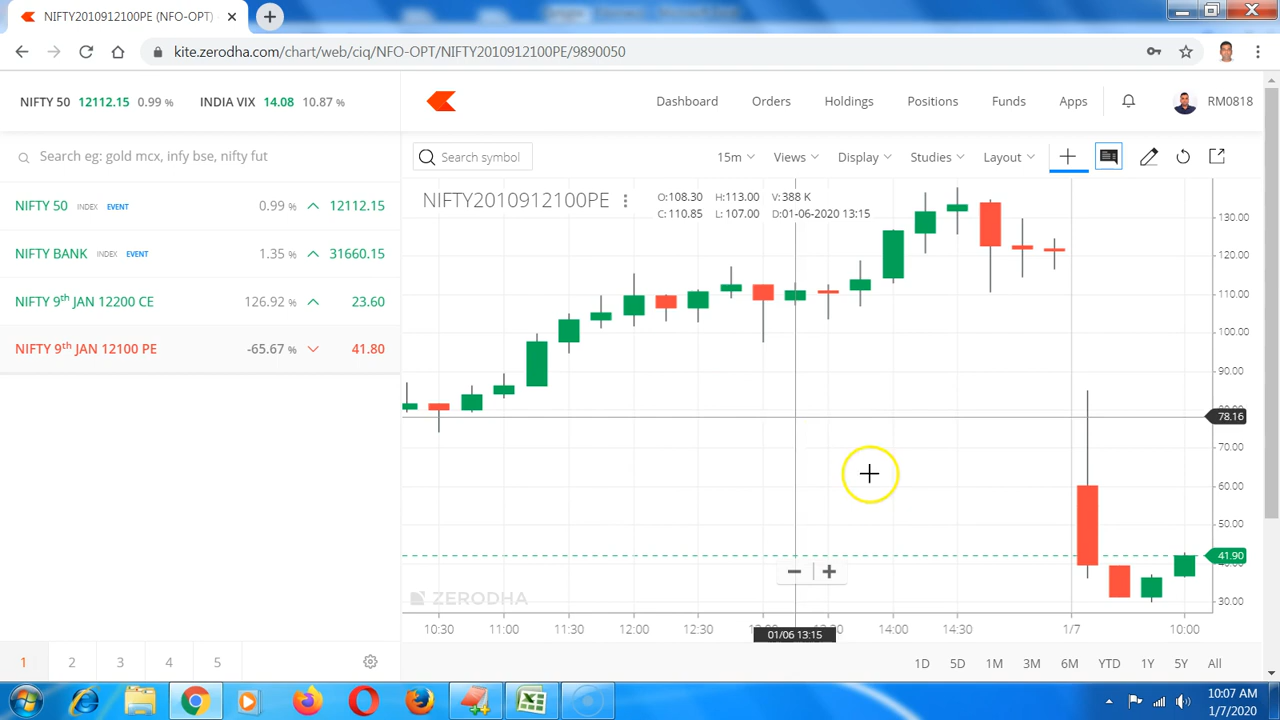 NIFTY2010912100PE (NFO-OPT)
kite.zerodha.com/chart/web/ciq/NFO-OPT/NIFTY2010912100PE/9890050
NIFTY 50 12112.15 0.99 % INDIA VIX 14.08 10.87 %
Dashboard Orders Holdings Positions Funds Apps RM0818
Search eg: gold mcx, infy bse, nifty fut
Search symbol 15m Views Display Studies Layout
NIFTY 50 INDEX EVENT 0.99 % 12112.15
NIFTY BANK INDEX EVENT 1.35 % 31660.15
NIFTY 9th JAN 12200 CE 126.92 % 23.60
NIFTY 9th JAN 12100 PE -65.67 % 41.80
NIFTY2010912100PE
O:108.30 H:113.00 V:388 K
C:110.85 L:107.00 D:01-06-2020 13:15
130.00
120.00
110.00
100.00
90.00
78.16
70.00
60.00
50.00
41.90
30.00
ZERODHA
10:30 11:00 11:30 12:00 12:30 14:00 14:30 1/7 10:00
01/06 13:15
1 2 3 4 5
1D 5D 1M 3M 6M YTD 1Y 5Y All
10:07 AM
1/7/2020